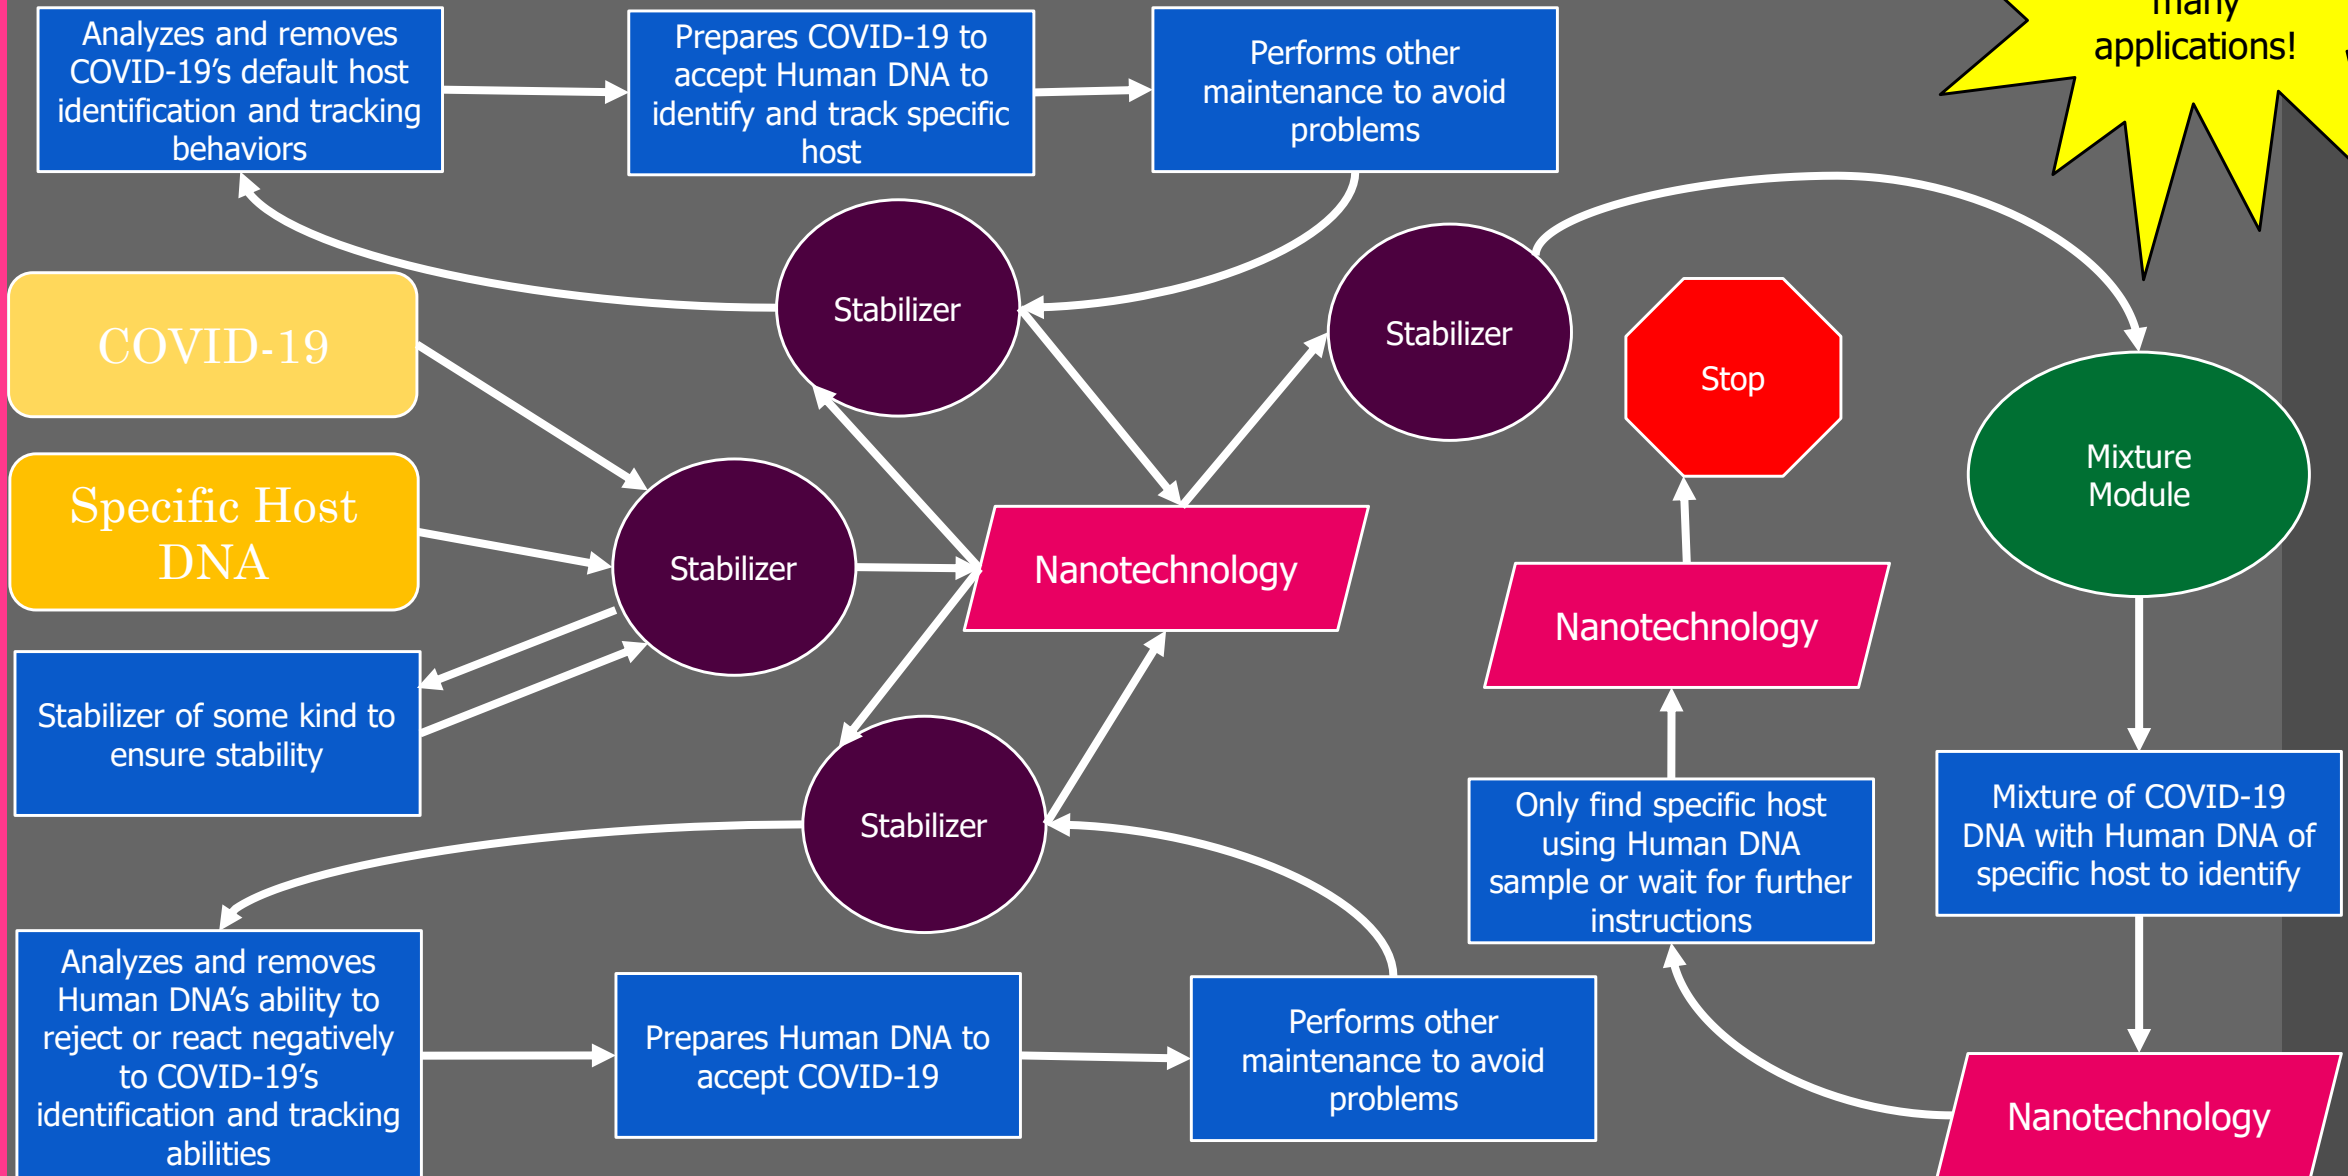 Analyzes and removes
COVID-19’s default host
identification and tracking
behaviors
Prepares COVID-19 to
accept Human DNA to
identify and track specific
host
Performs other
maintenance to avoid
problems
many
applications!
Stabilizer
Stabilizer
COVID-19
Stop
Specific Host
DNA
Mixture
Module
Stabilizer
Nanotechnology
Nanotechnology
Stabilizer of some kind to
ensure stability
Stabilizer
Only find specific host
using Human DNA
sample or wait for further
instructions
Mixture of COVID-19
DNA with Human DNA of
specific host to identify
Analyzes and removes
Human DNA’s ability to
reject or react negatively
to COVID-19’s
identification and tracking
abilities
Prepares Human DNA to
accept COVID-19
Performs other
maintenance to avoid
problems
Nanotechnology